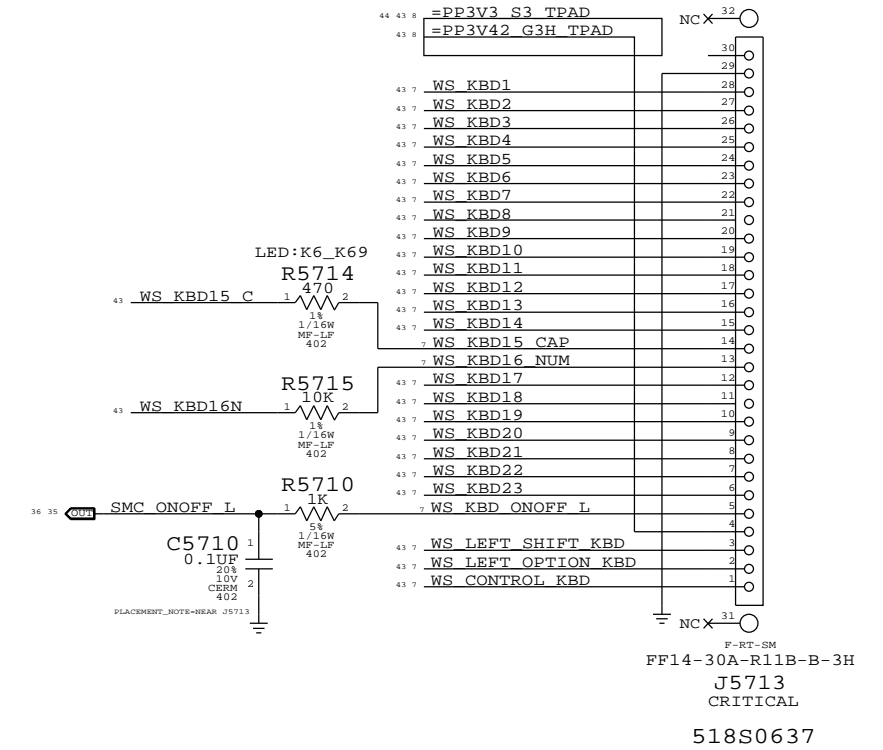 44 43 8 =PP3V3_S3_TPAD NC 32
43 8 =PP3V42_G3H_TPAD
30
29
43 7 WS_KBD1 28
43 7 WS_KBD2 27
43 7 WS_KBD3 26
43 7 WS_KBD4 25
43 7 WS_KBD5 24
43 7 WS_KBD6 23
43 7 WS_KBD7 22
43 7 WS_KBD8 21
43 7 WS_KBD9 20
43 7 WS_KBD10 19
43 7 WS_KBD11 18
43 7 WS_KBD12 17
43 7 WS_KBD13 16
43 7 WS_KBD14 15
LED:K6_K69
R5714
470
43 WS_KBD15_C 1 2
1%
1/16W
MF-LF
402
7 WS_KBD15_CAP 14
7 WS_KBD16_NUM 13
R5715
10K
43 WS_KBD16N 1 2
1%
1/16W
MF-LF
402
43 7 WS_KBD17 12
43 7 WS_KBD18 11
43 7 WS_KBD19 10
43 7 WS_KBD20 9
43 7 WS_KBD21 8
43 7 WS_KBD22 7
43 7 WS_KBD23 6
R5710
1K
36 35 OUT SMC_ONOFF_L 1 2 7 WS_KBD_ONOFF_L 5
5%
1/16W
MF-LF
402
4
C5710 1
0.1UF
20%
10V 2
CERM
402
PLACEMENT_NOTE=NEAR J5713
43 7 WS_LEFT_SHIFT_KBD 3
43 7 WS_LEFT_OPTION_KBD 2
43 7 WS_CONTROL_KBD 1
NC 31
F-RT-SM
FF14-30A-R11B-B-3H
J5713
CRITICAL
518S0637